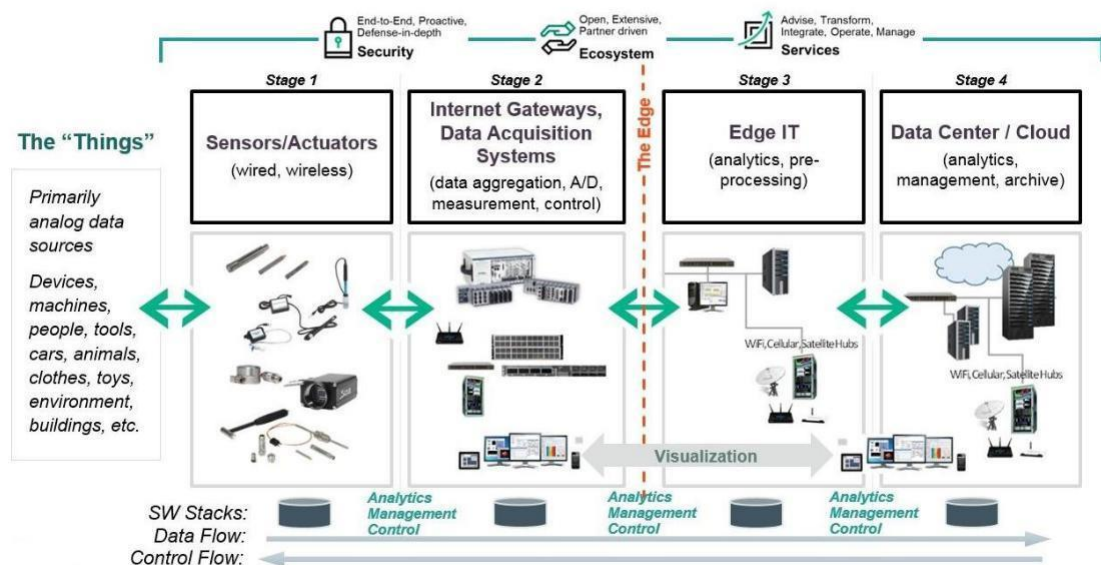 End-to-End, Proactive,
Defense-in-depth
Security
Open, Extensive,
Partner driven
Ecosystem
Advise, Transform,
Integrate, Operate, Manage
Services
Stage 1
Stage 2
Stage 3
Stage 4
The "Things"
Primarily
analog data
sources
Devices,
machines,
people, tools,
cars, animals,
clothes, toys,
environment,
buildings, etc.
Sensors/Actuators
(wired, wireless)
Internet Gateways,
Data Acquisition
Systems
(data aggregation, A/D,
measurement, control)
The Edge
Edge IT
(analytics, pre-
processing)
Data Center / Cloud
(analytics,
management, archive)
WiFi, Cellular, Satellite Hubs
WiFi, Cellular, Satellite Hubs
Visualization
SW Stacks:
Analytics
Management
Control
Analytics
Management
Control
Analytics
Management
Control
Data Flow:
Control Flow: